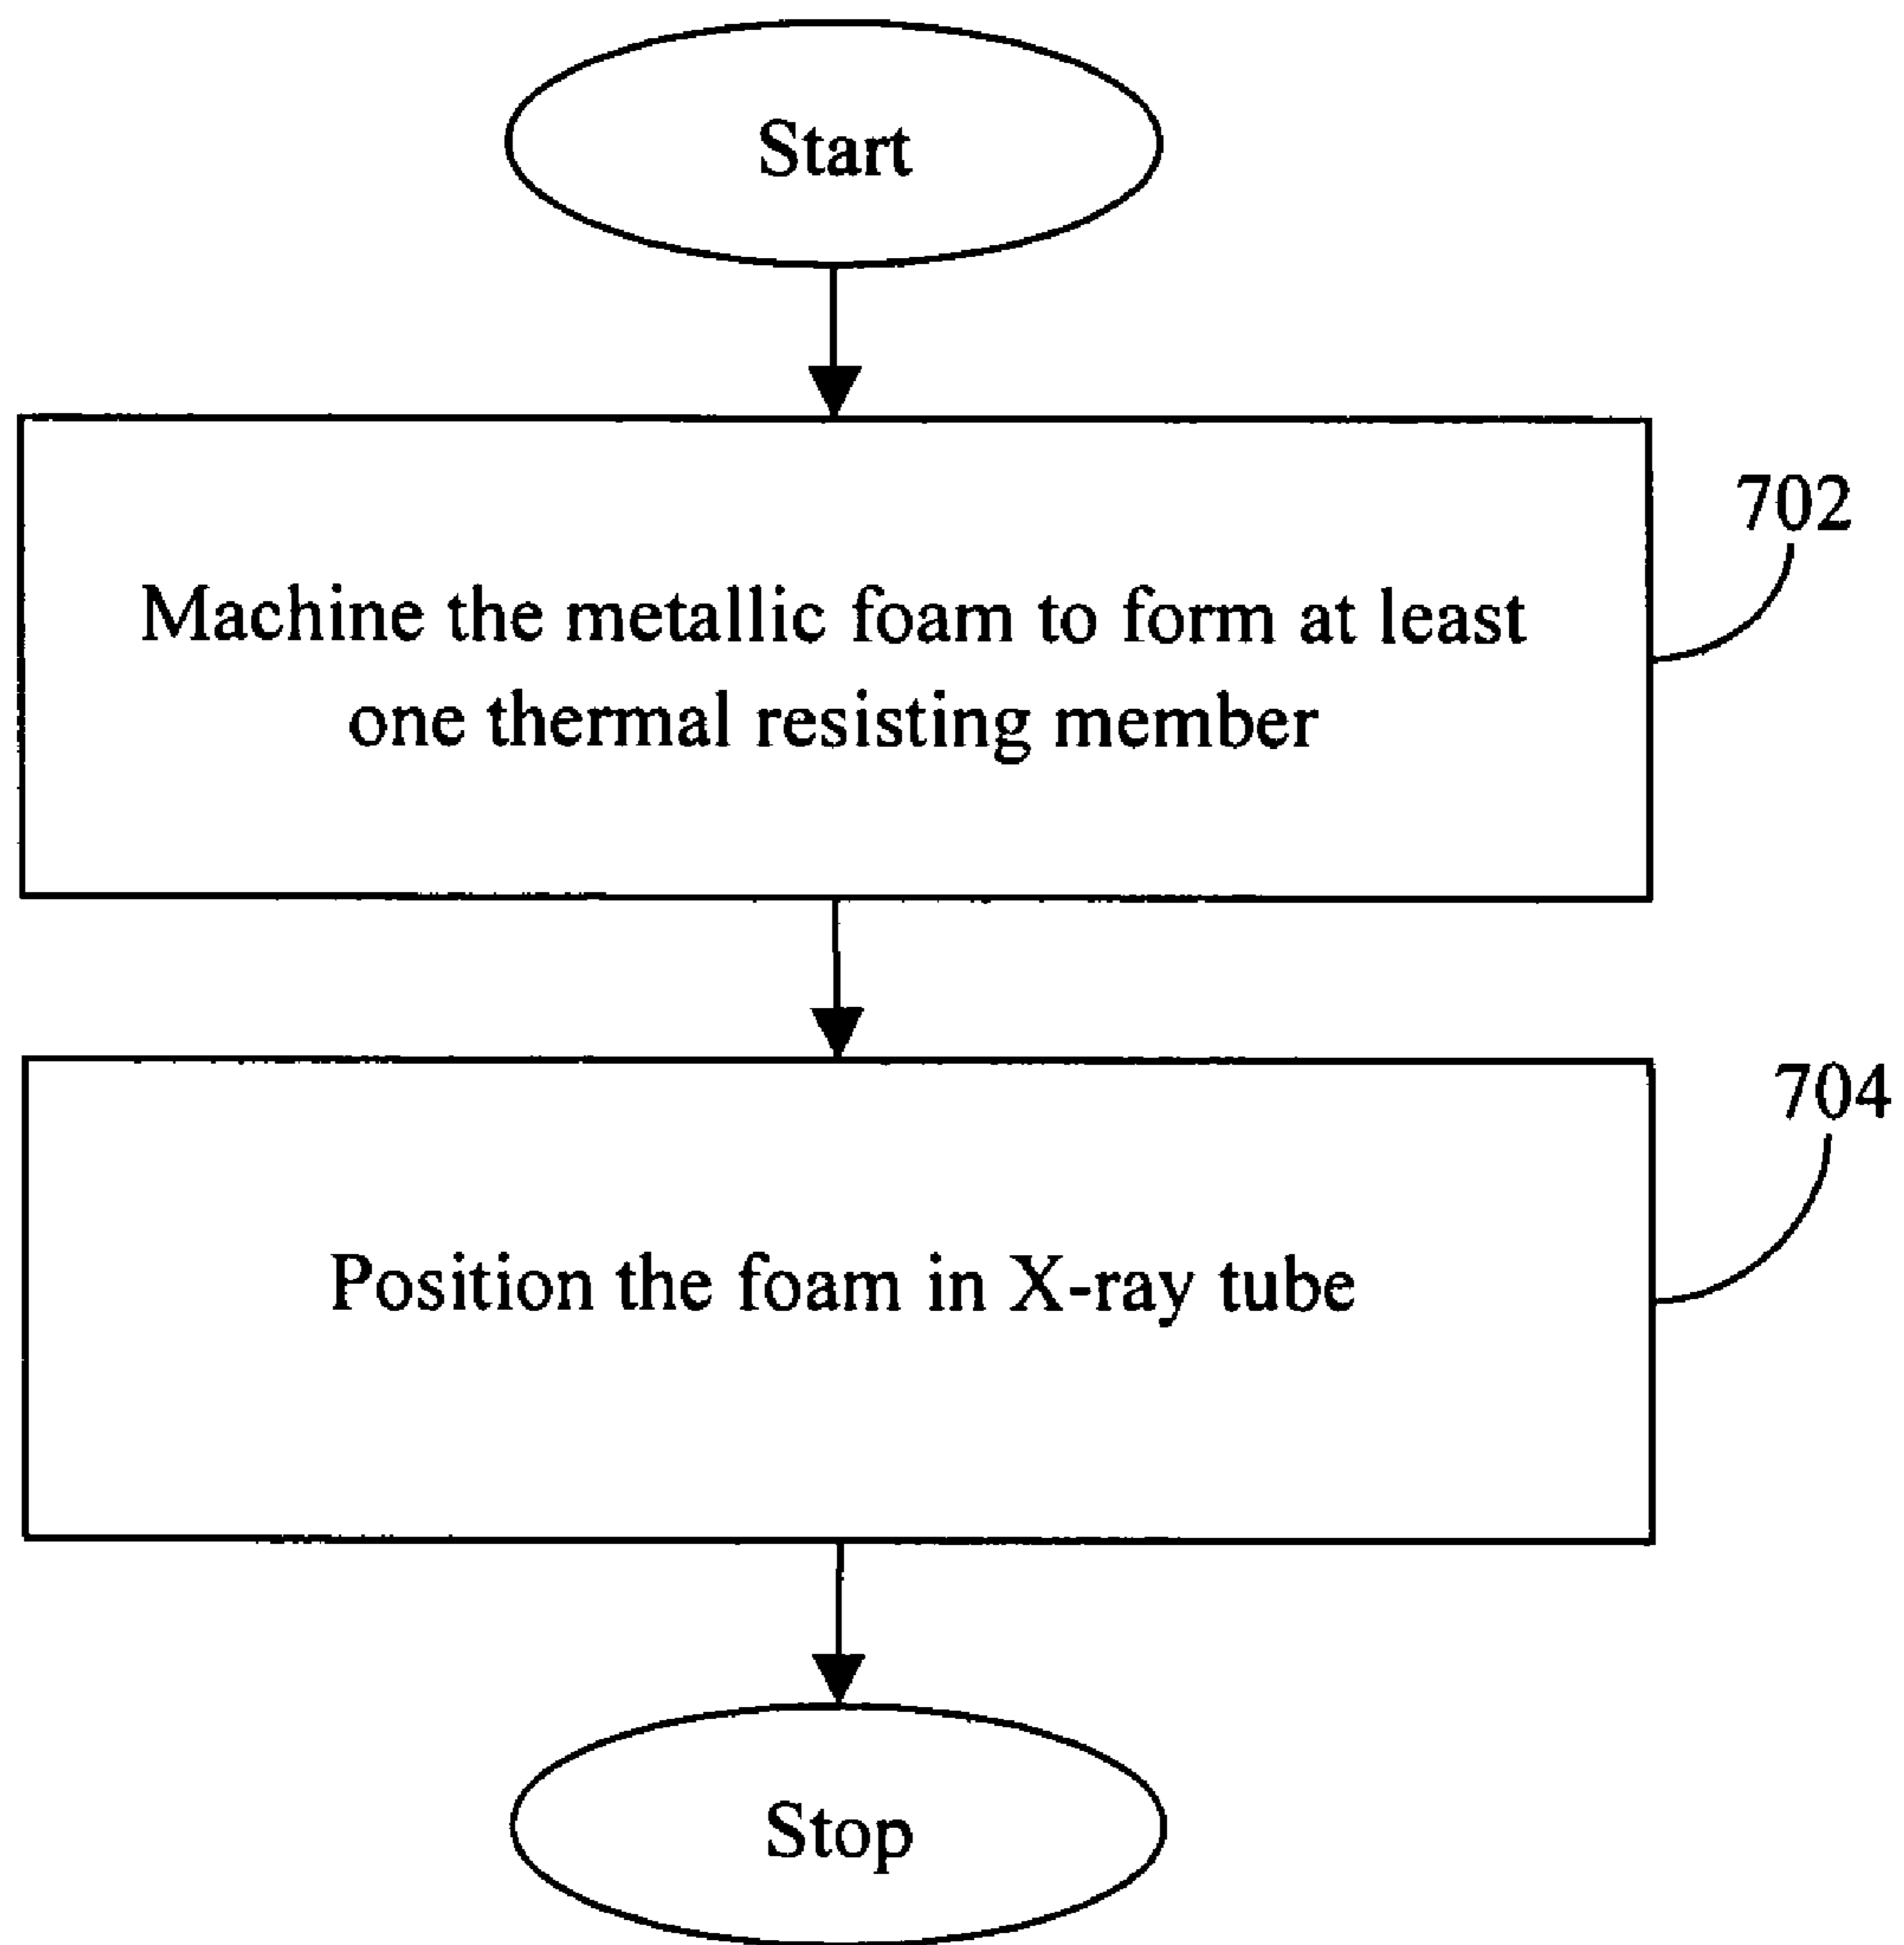 Start
702
Machine the metallic foam to form at least
one thermal resisting member
704
Position the foam in X-ray tube
Stop